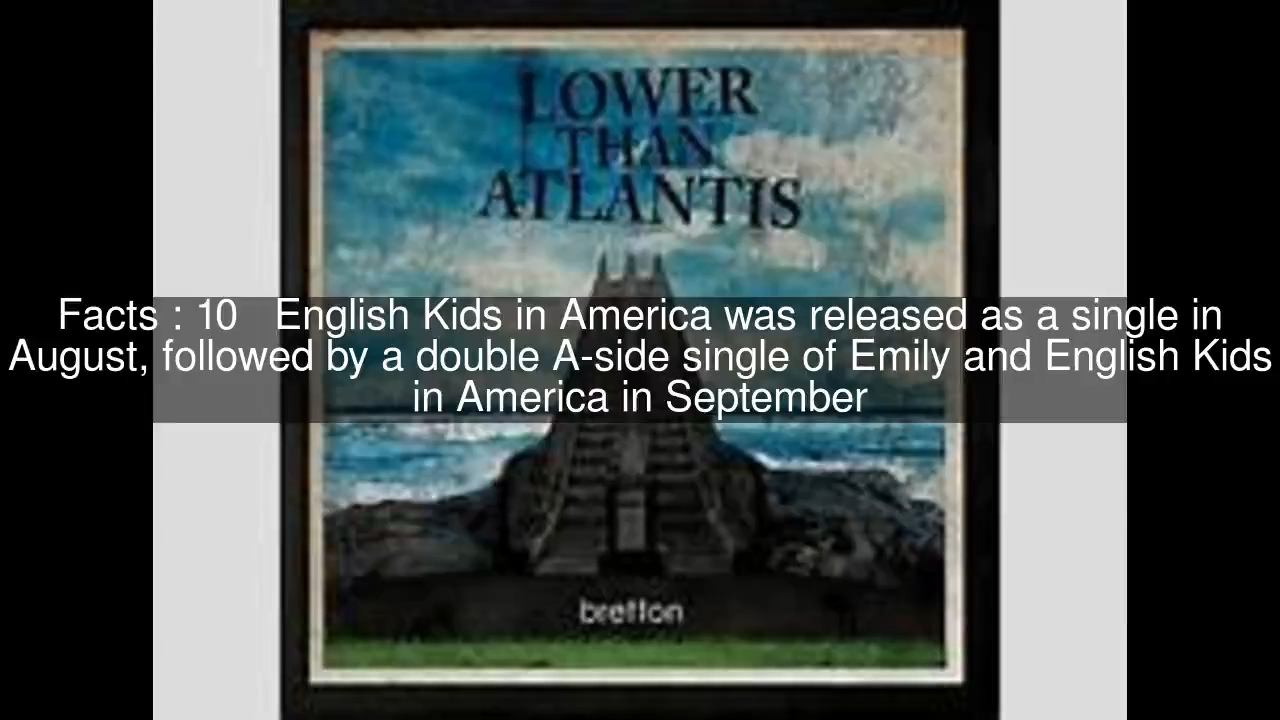 LOWER
THAN
ATLANTIS
Facts : 10 English Kids in America was released as a single in
August, followed by a double A-side single of Emily and English Kids
in America in September
bretton